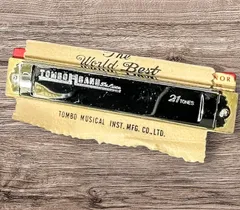 The
World Best
TOMBO BAND
21 TONES
TOMBO MUSICAL INST. MFG. CO., LTD.